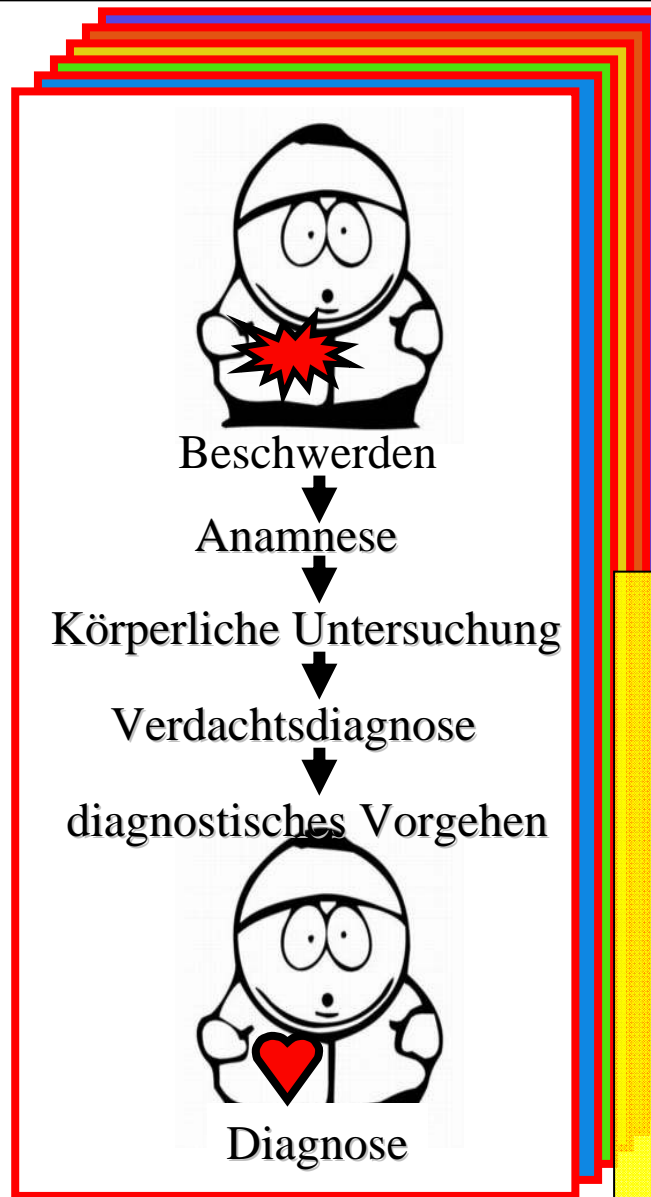 Beschwerden
Anamnese
Körperliche Untersuchung
Verdachtsdiagnose
diagnostisches Vorgehen
Diagnose